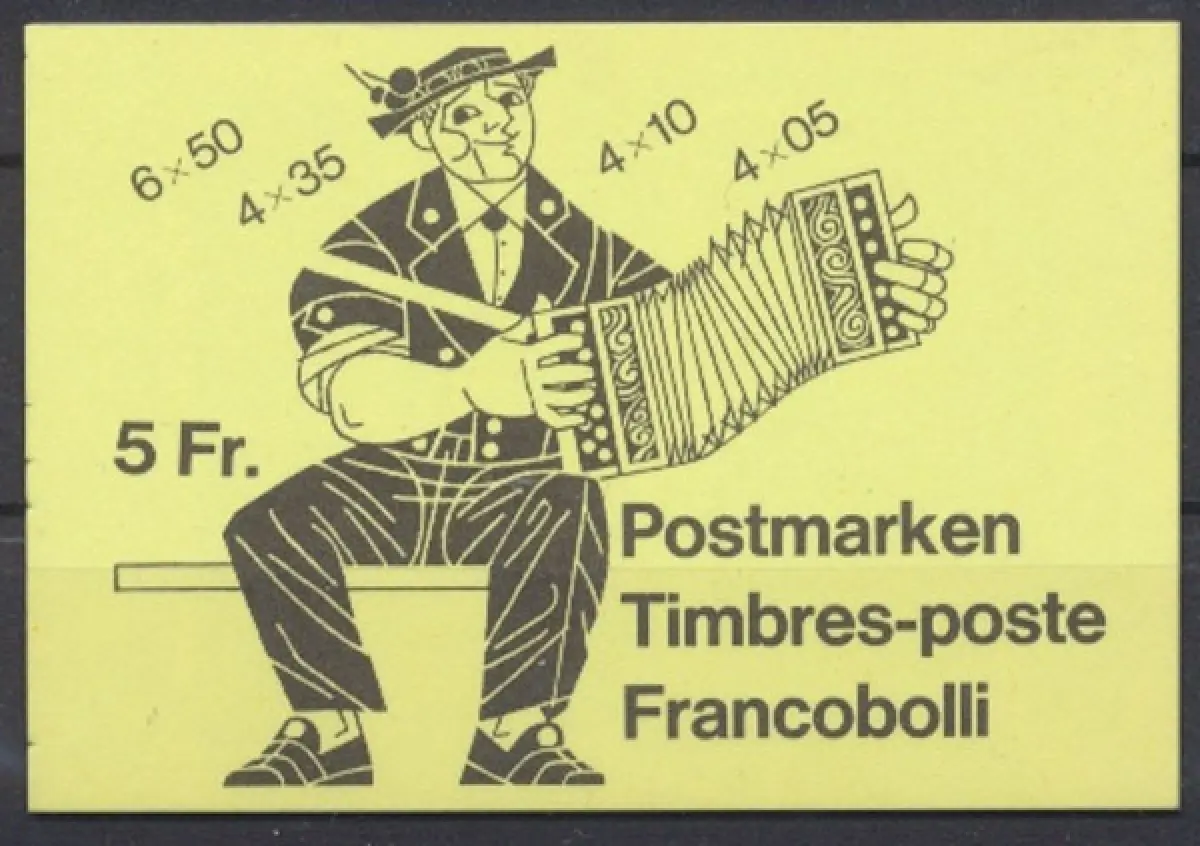 6×50
4×35
4×10
4×05
5 Fr.
Postmarken
Timbres-poste
Francobolli